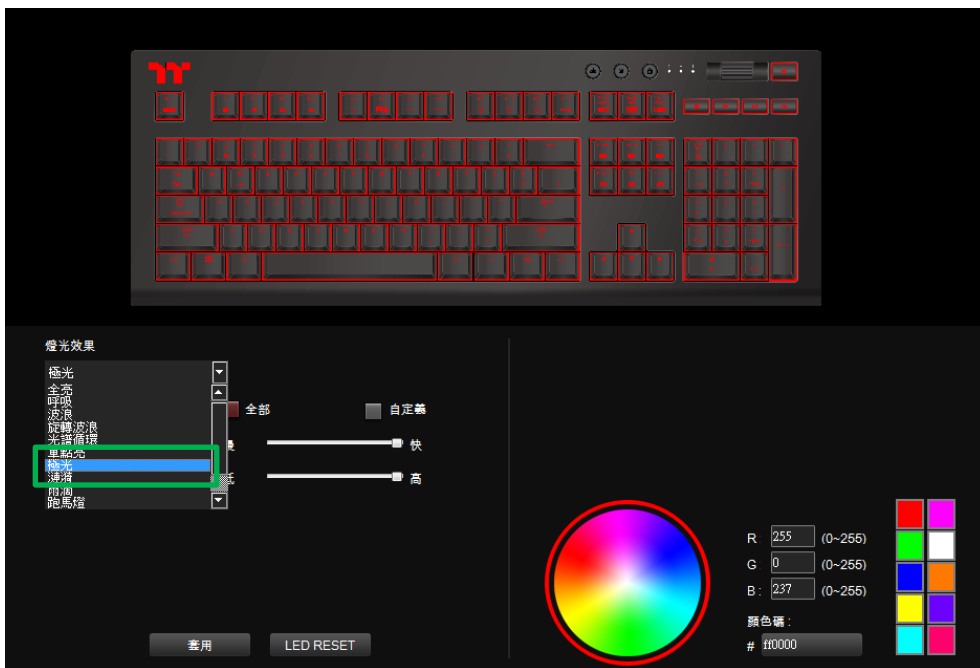 燈光效果
極光
全亮
呼吸
波浪
旋轉波浪
光譜循環
單點亮
極光
漣漪
雨滴
跑馬燈
全部
自定義
快
高
套用
LED RESET
R 255 (0~255)
G 0 (0~255)
B : 237 (0~255)
顏色碼 :
# ff0000